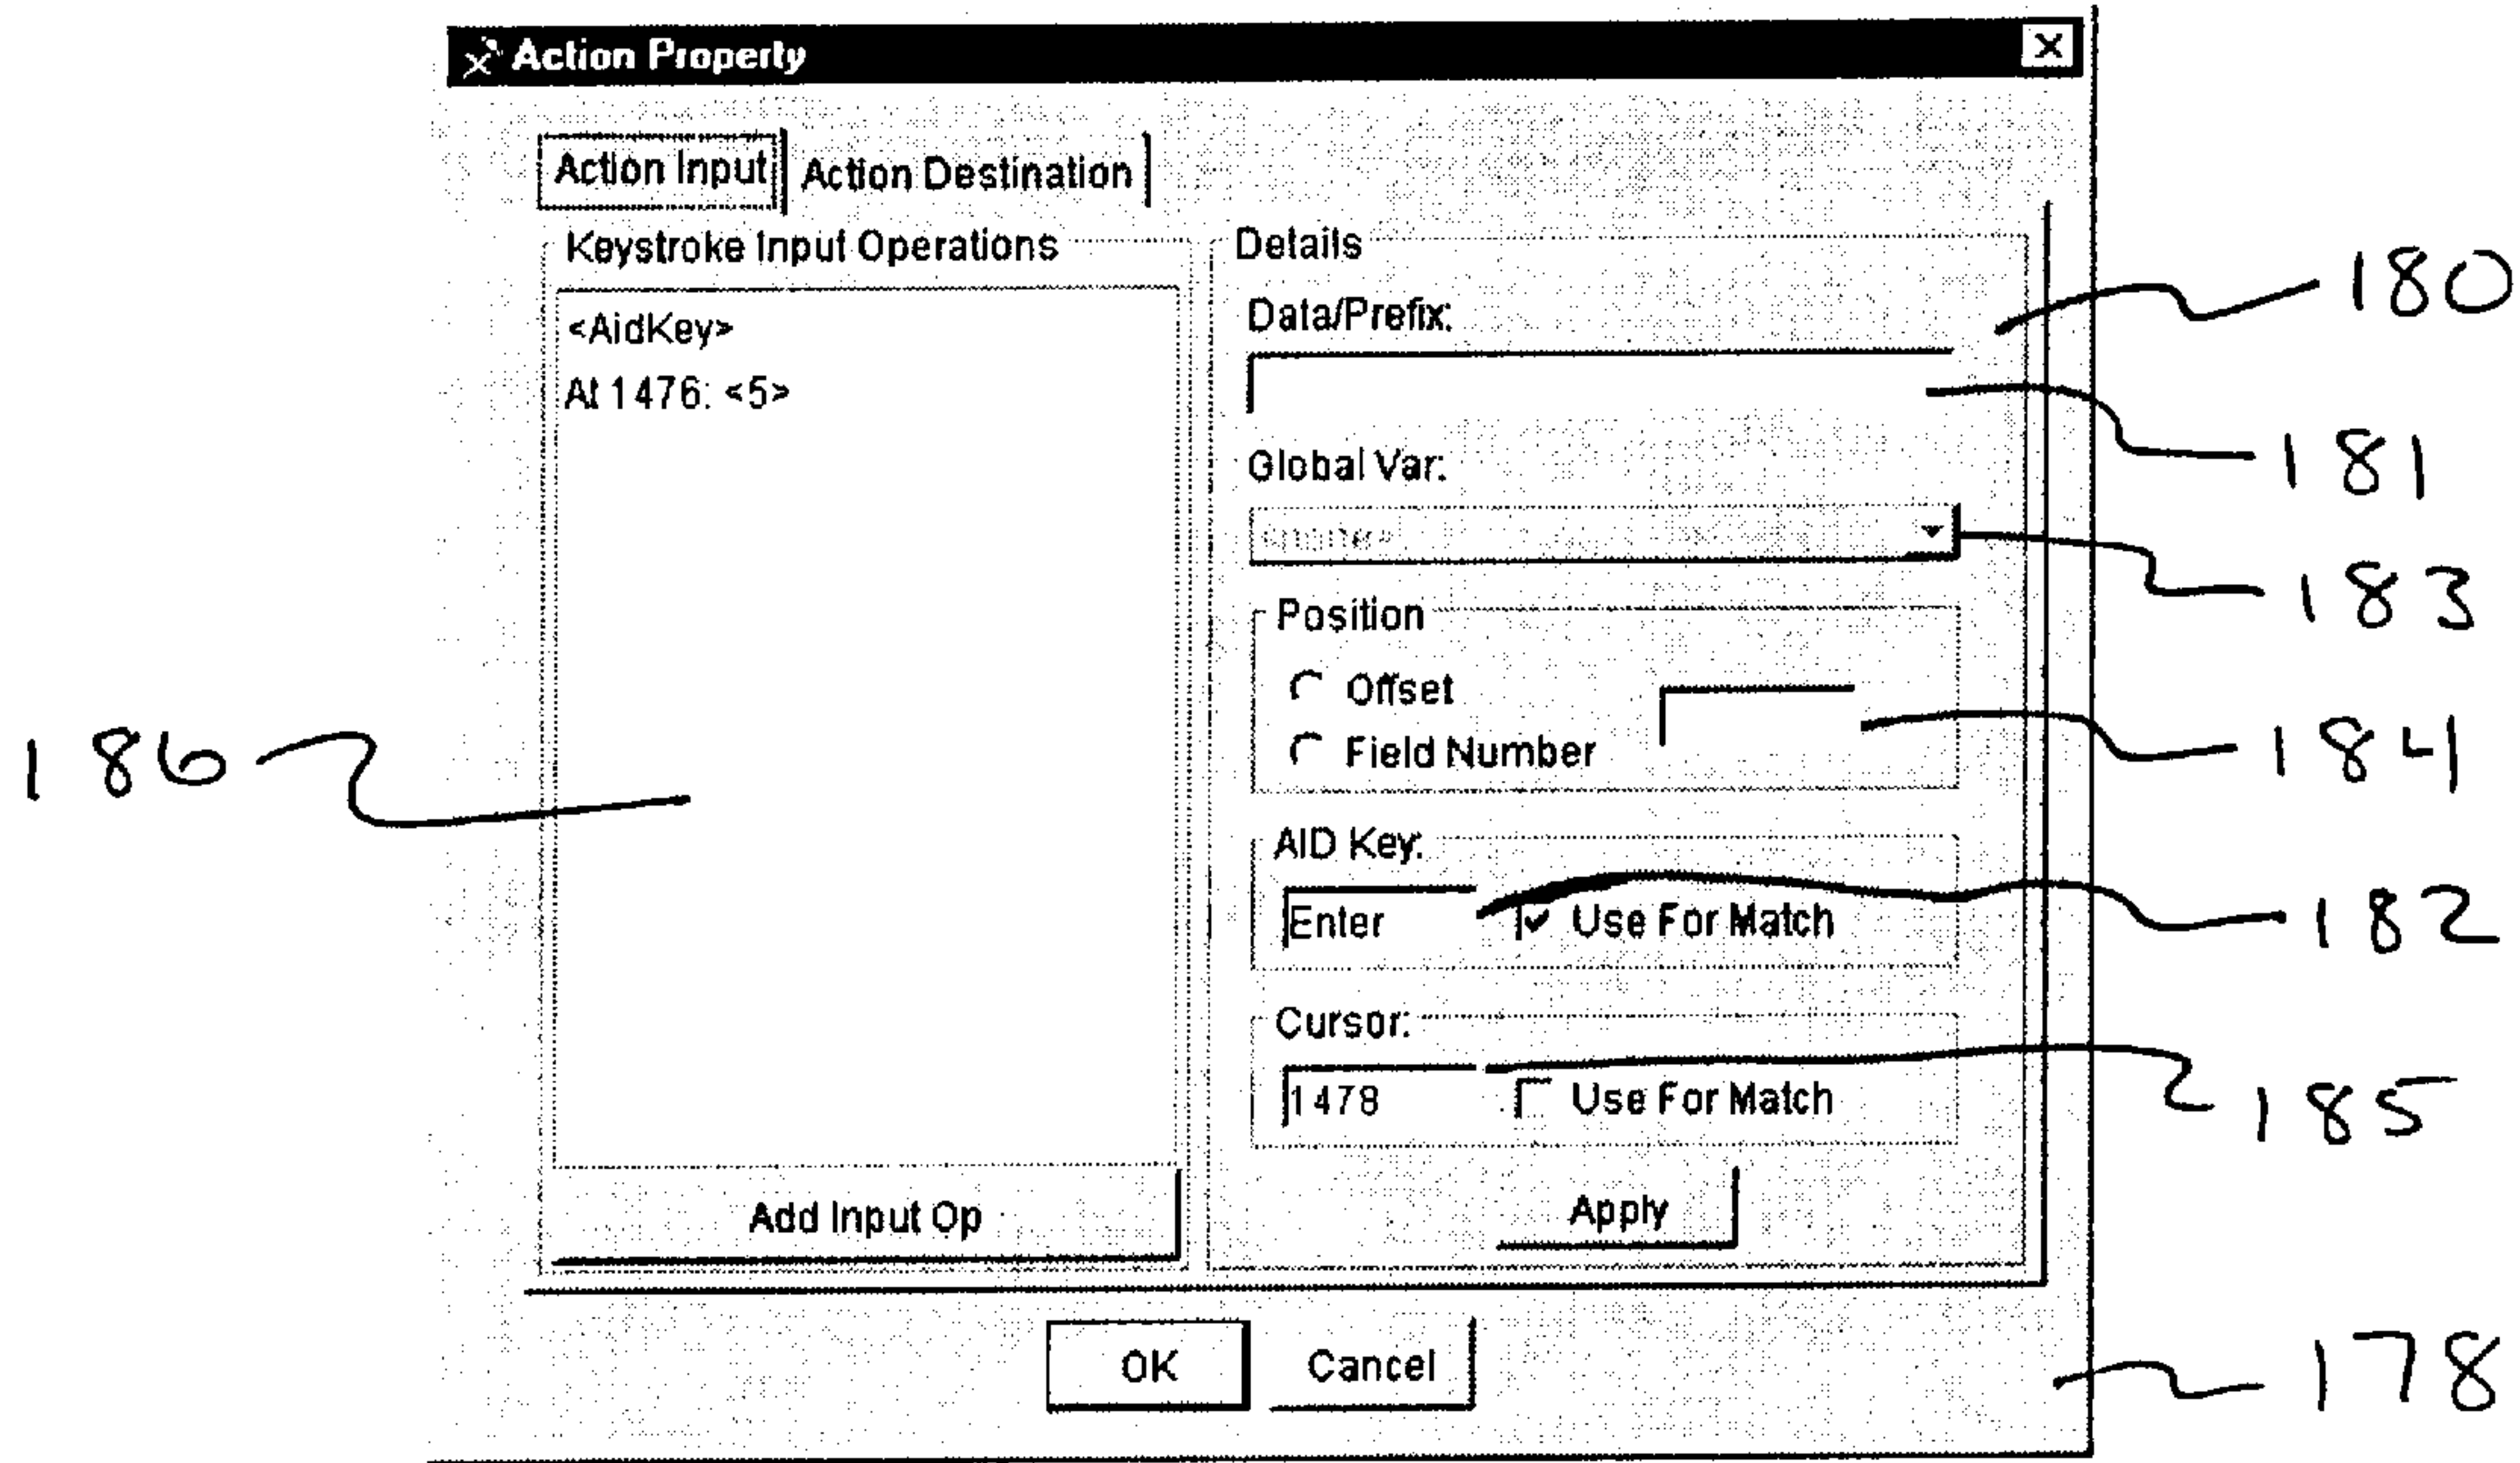 Action Property
Action Input Action Destination
Keystroke Input Operations
<AidKey>
At 1476: <5>
Add Input Op
Details
Data/Prefix:
Global Var:
<none>
Position
Offset
Field Number
AID Key:
Enter Use For Match
Cursor:
1478 Use For Match
Apply
OK Cancel
180
181
183
184
182
185
178
186